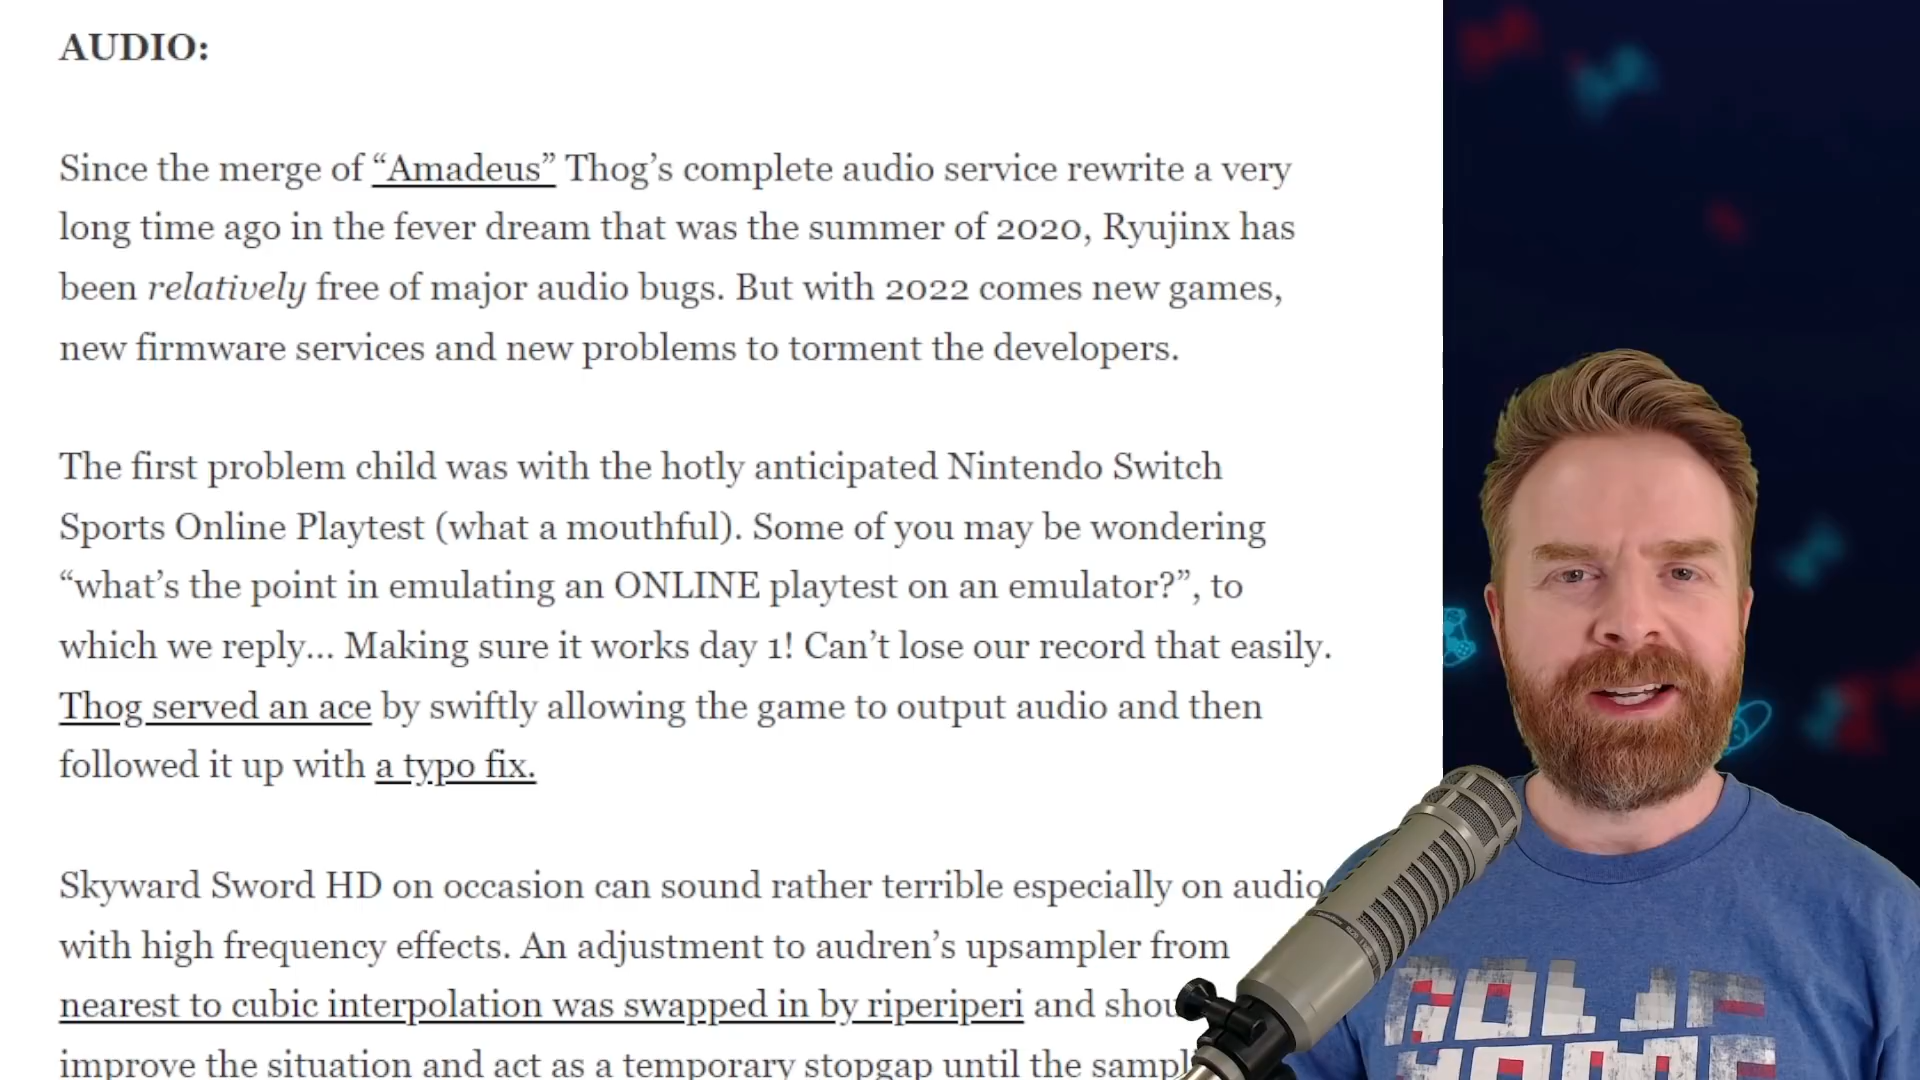 AUDIO:
Since the merge of “Amadeus” Thog’s complete audio service rewrite a very
long time ago in the fever dream that was the summer of 2020, Ryujinx has
been relatively free of major audio bugs. But with 2022 comes new games,
new firmware services and new problems to torment the developers.
The first problem child was with the hotly anticipated Nintendo Switch
Sports Online Playtest (what a mouthful). Some of you may be wondering
“what’s the point in emulating an ONLINE playtest on an emulator?”, to
which we reply... Making sure it works day 1! Can’t lose our record that easily.
Thog served an ace by swiftly allowing the game to output audio and then
followed it up with a typo fix.
Skyward Sword HD on occasion can sound rather terrible especially on audio
with high frequency effects. An adjustment to audren’s upsampler from
nearest to cubic interpolation was swapped in by riperiperi and
improve the situation and act as a temporary stopgap until the